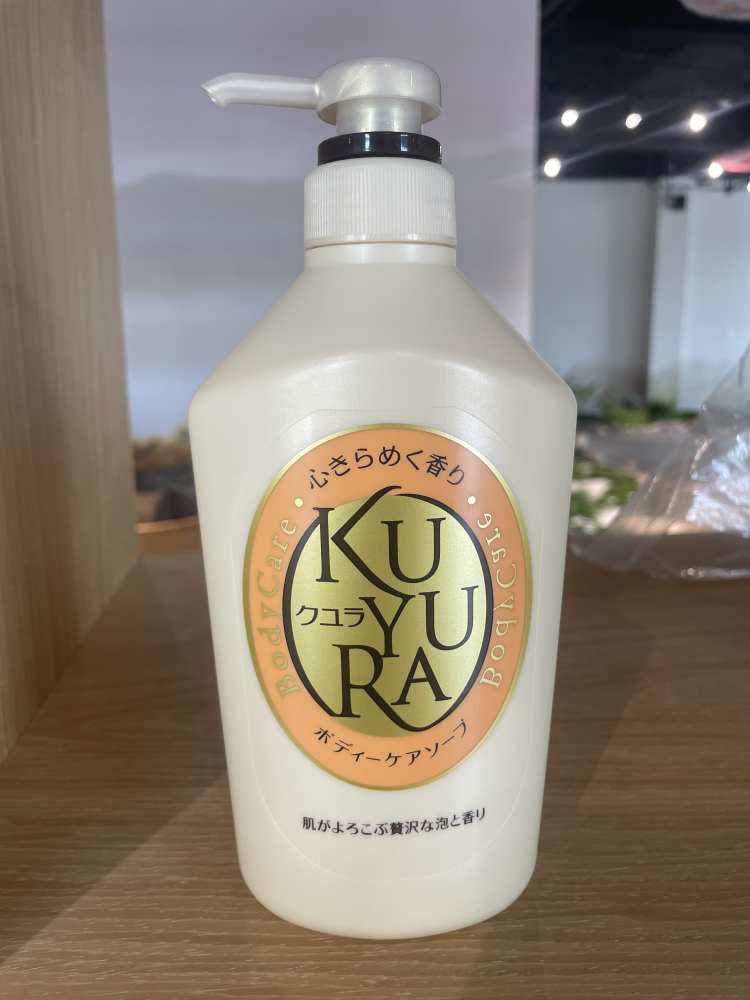 心きらめく香り
BodyCare
BodyCare
KU
クユラ
YU
RA
ボディーケアソープ
肌がよろこぶ贅沢な泡と香り